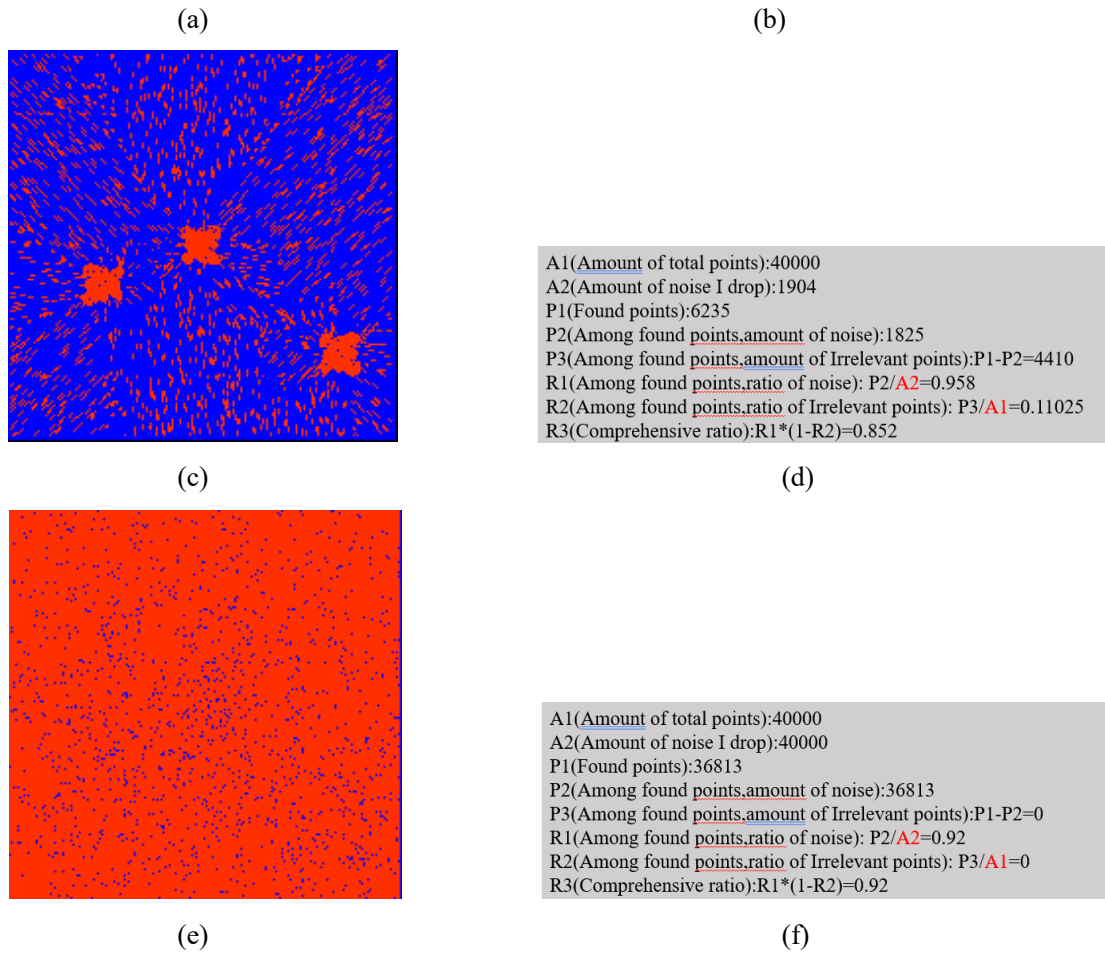 (a)
(b)
A1(Amount of total points):40000
A2(Amount of noise I drop):1904
P1(Found points):6235
P2(Among found points,amount of noise):1825
P3(Among found points,amount of Irrelevant points):P1-P2=4410
R1(Among found points,ratio of noise): P2/A2=0.958
R2(Among found points,ratio of Irrelevant points): P3/A1=0.11025
R3(Comprehensive ratio):R1*(1-R2)=0.852
(c)
(d)
A1(Amount of total points):40000
A2(Amount of noise I drop):40000
P1(Found points):36813
P2(Among found points,amount of noise):36813
P3(Among found points,amount of Irrelevant points):P1-P2=0
R1(Among found points,ratio of noise): P2/A2=0.92
R2(Among found points,ratio of Irrelevant points): P3/A1=0
R3(Comprehensive ratio):R1*(1-R2)=0.92
(e)
(f)